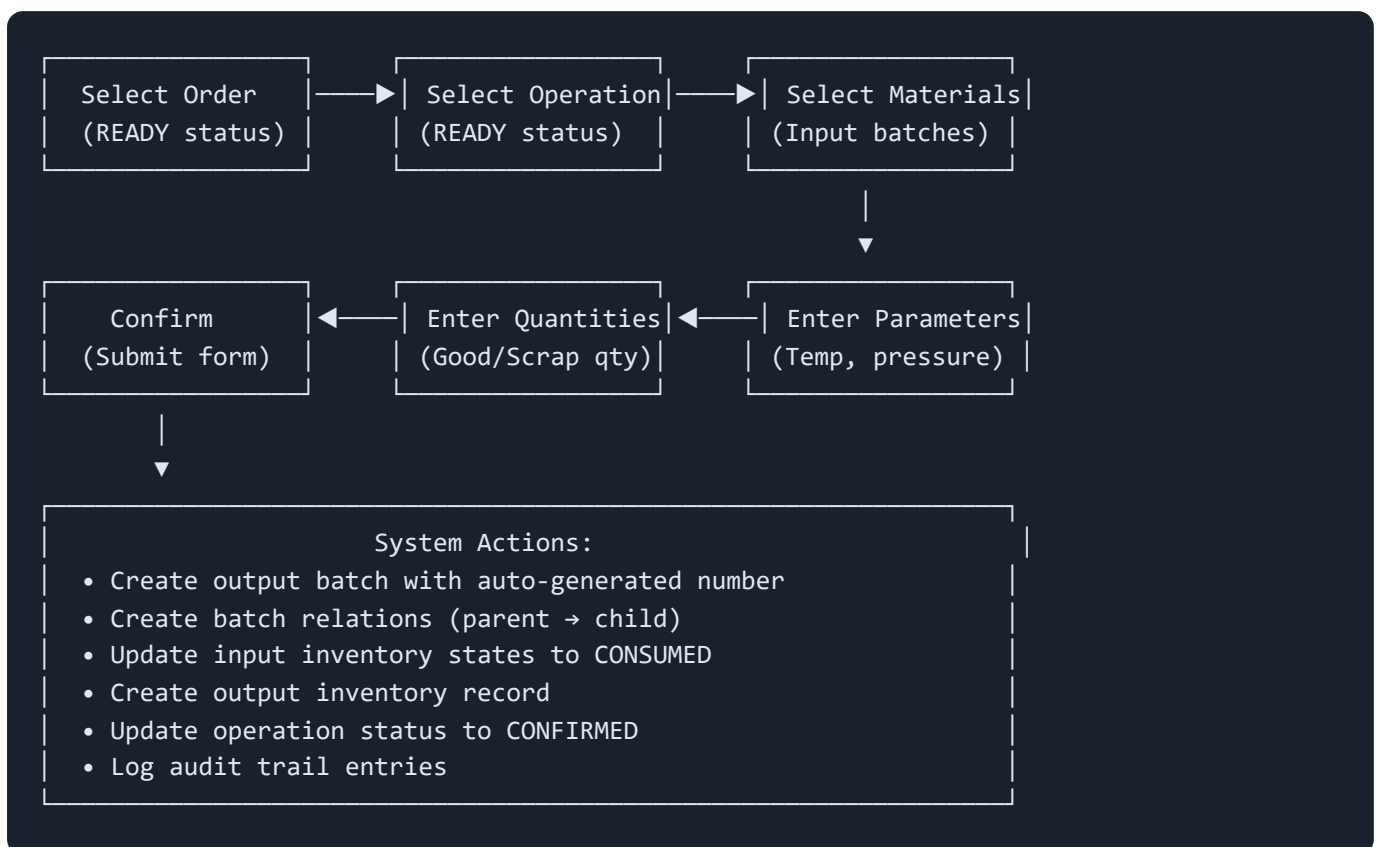 Select Order Select Operation Select Materials
(READY status) (READY status) (Input batches)
Confirm Enter Quantities Enter Parameters
(Submit form) (Good/Scrap qty) (Temp, pressure)
System Actions:
• Create output batch with auto-generated number
• Create batch relations (parent → child)
• Update input inventory states to CONSUMED
• Create output inventory record
• Update operation status to CONFIRMED
• Log audit trail entries